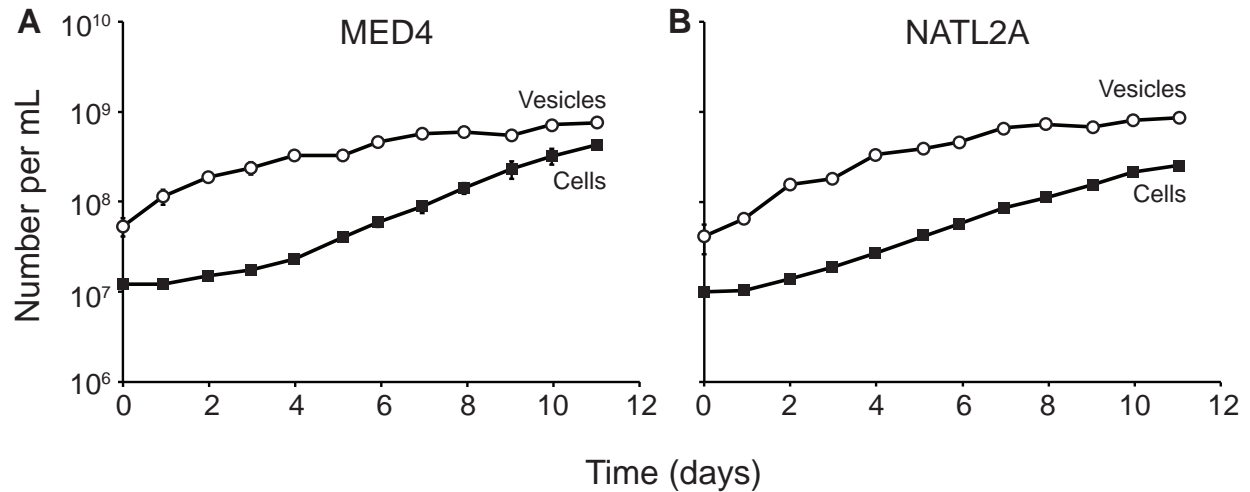 A
MED4
B
NATL2A
Number per mL
10¹⁰
10⁹
10⁸
10⁷
10⁶
Vesicles
Cells
Vesicles
Cells
0 2 4 6 8 10 12
0 2 4 6 8 10 12
Time (days)